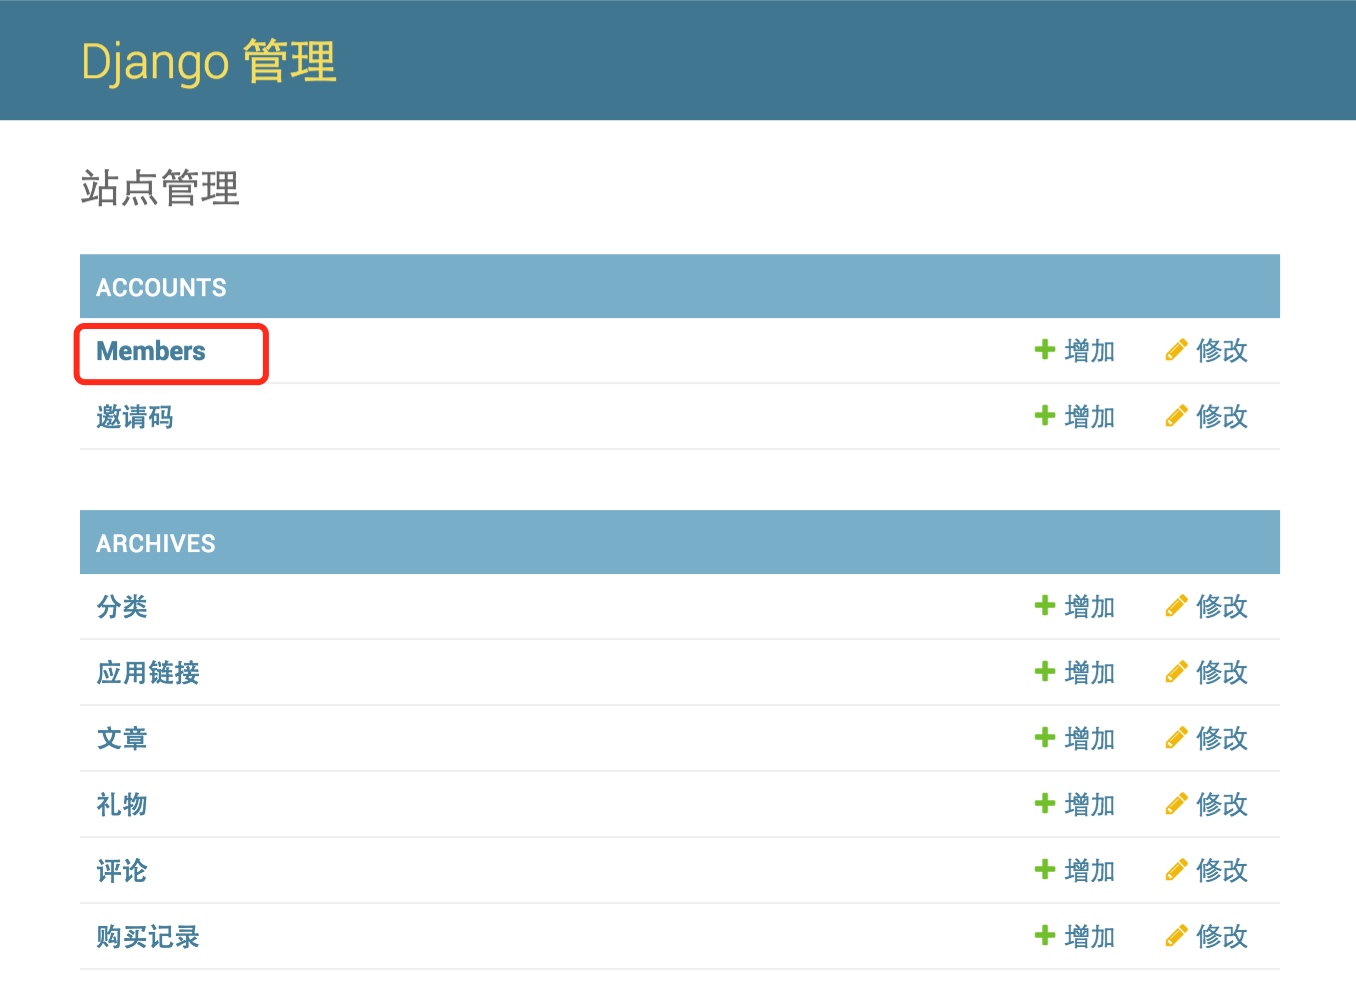 Django 管理
站点管理
ACCOUNTS
Members 增加 修改
邀请码 增加 修改
ARCHIVES
分类 增加 修改
应用链接 增加 修改
文章 增加 修改
礼物 增加 修改
评论 增加 修改
购买记录 增加 修改